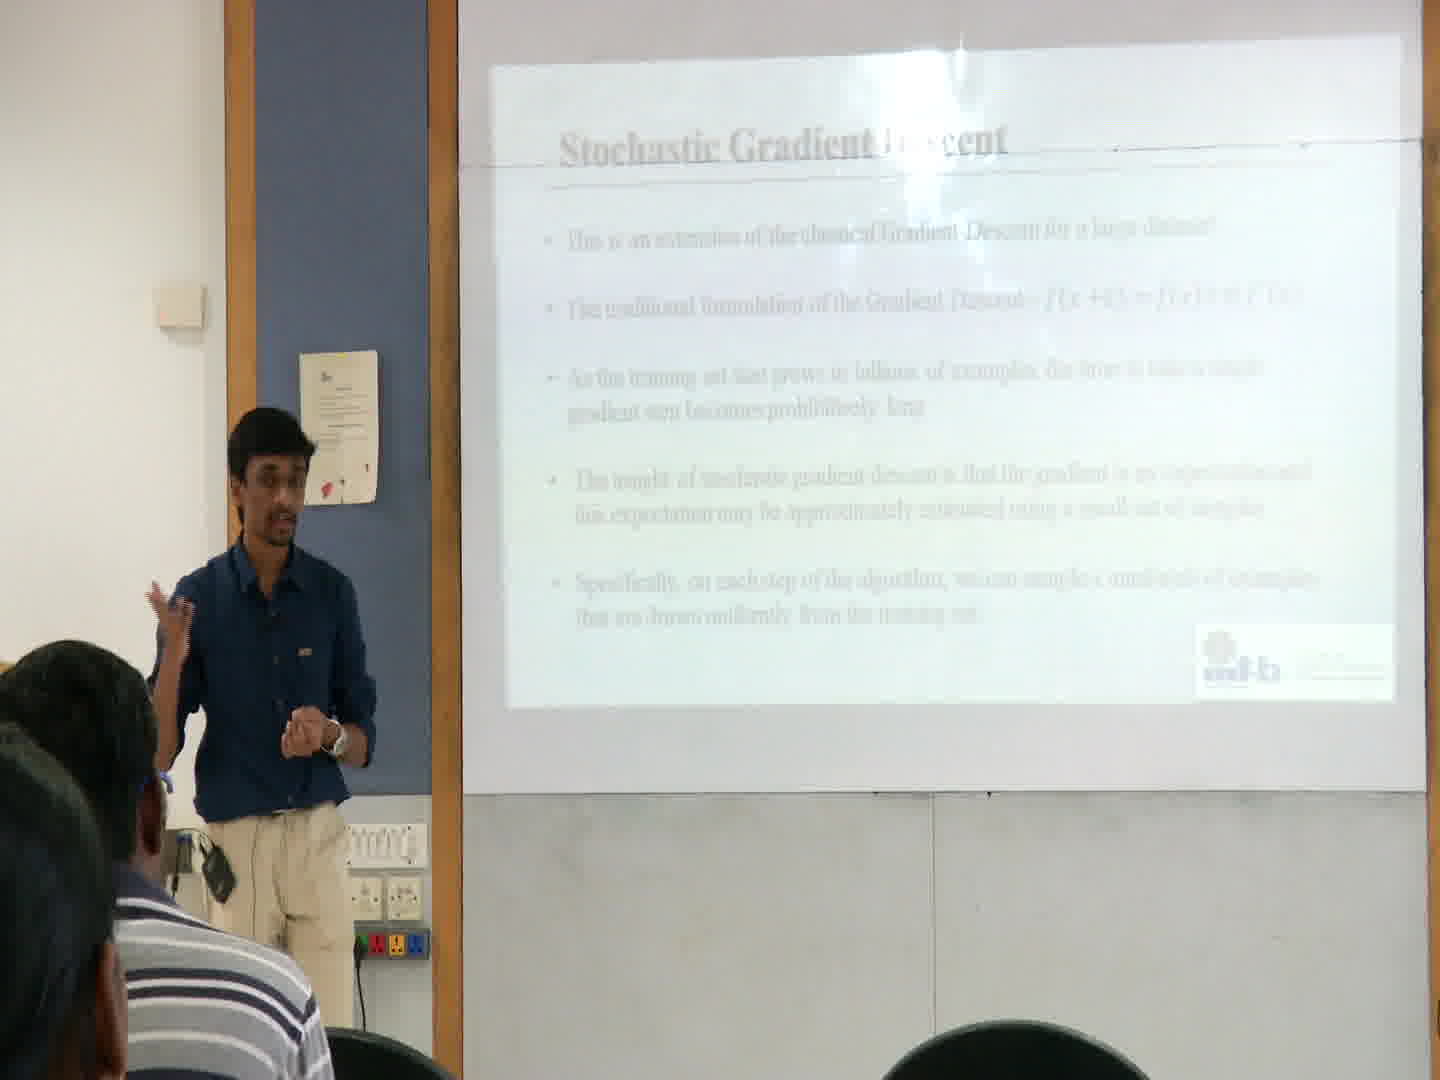 Stochastic Gradient Descent
• This is an extension of the classical Gradient Descent for a large dataset
• The traditional formulation of the Gradient Descent -
• As the training set size grows to billions of examples, the time to take a single
gradient step becomes prohibitively long
• The insight of stochastic gradient descent is that the gradient is an expectation and
this expectation may be approximately estimated using a small set of samples
• Specifically, on each step of the algorithm, we can sample a minibatch of examples
that are drawn uniformly from the training set